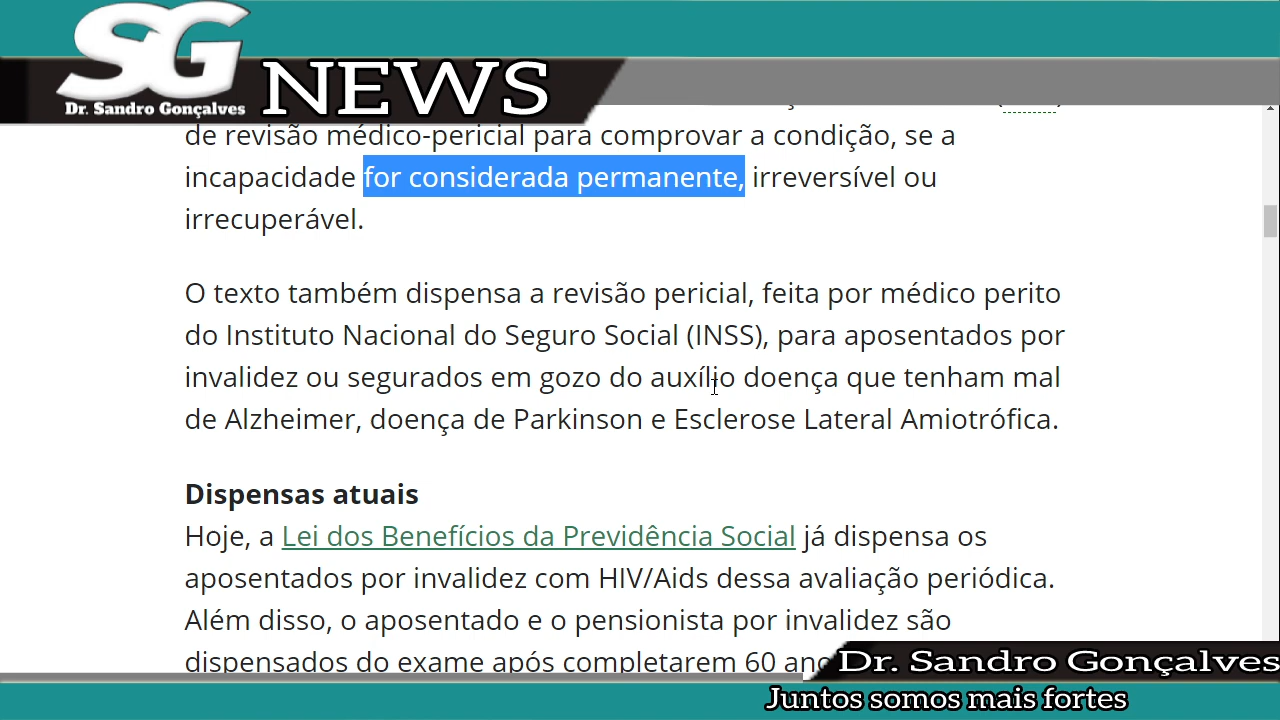 SG
Dr. Sandro Gonçalves
NEWS
de revisão médico-pericial para comprovar a condição, se a
incapacidade for considerada permanente, irreversível ou
irrecuperável.
O texto também dispensa a revisão pericial, feita por médico perito
do Instituto Nacional do Seguro Social (INSS), para aposentados por
invalidez ou segurados em gozo do auxílio doença que tenham mal
de Alzheimer, doença de Parkinson e Esclerose Lateral Amiotrófica.
Dispensas atuais
Hoje, a Lei dos Benefícios da Previdência Social já dispensa os
aposentados por invalidez com HIV/Aids dessa avaliação periódica.
Além disso, o aposentado e o pensionista por invalidez são
dispensados do exame após completarem 60
Dr. Sandro Gonçalves
Juntos somos mais fortes